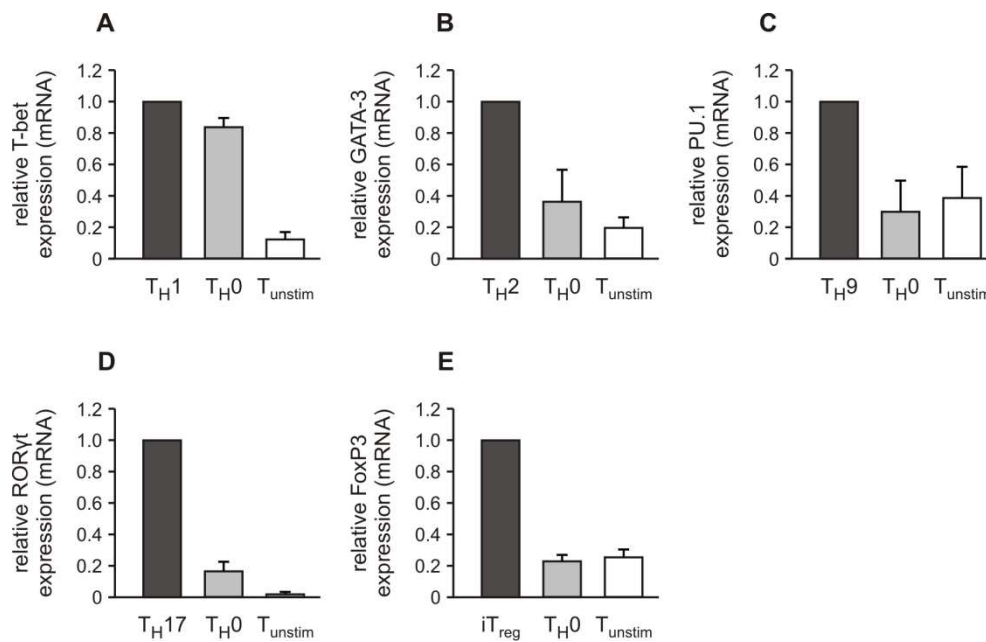 A
relative T-bet
expression (mRNA)
1.2
1.0
0.8
0.6
0.4
0.2
0
TH1 TH0 Tunstim
B
relative GATA-3
expression (mRNA)
1.2
1.0
0.8
0.6
0.4
0.2
0
TH2 TH0 Tunstim
C
relative PU.1
expression (mRNA)
1.2
1.0
0.8
0.6
0.4
0.2
0
TH9 TH0 Tunstim
D
relative RORγt
expression (mRNA)
1.2
1.0
0.8
0.6
0.4
0.2
0
TH17 TH0 Tunstim
E
relative FoxP3
expression (mRNA)
1.2
1.0
0.8
0.6
0.4
0.2
0
iTreg TH0 Tunstim